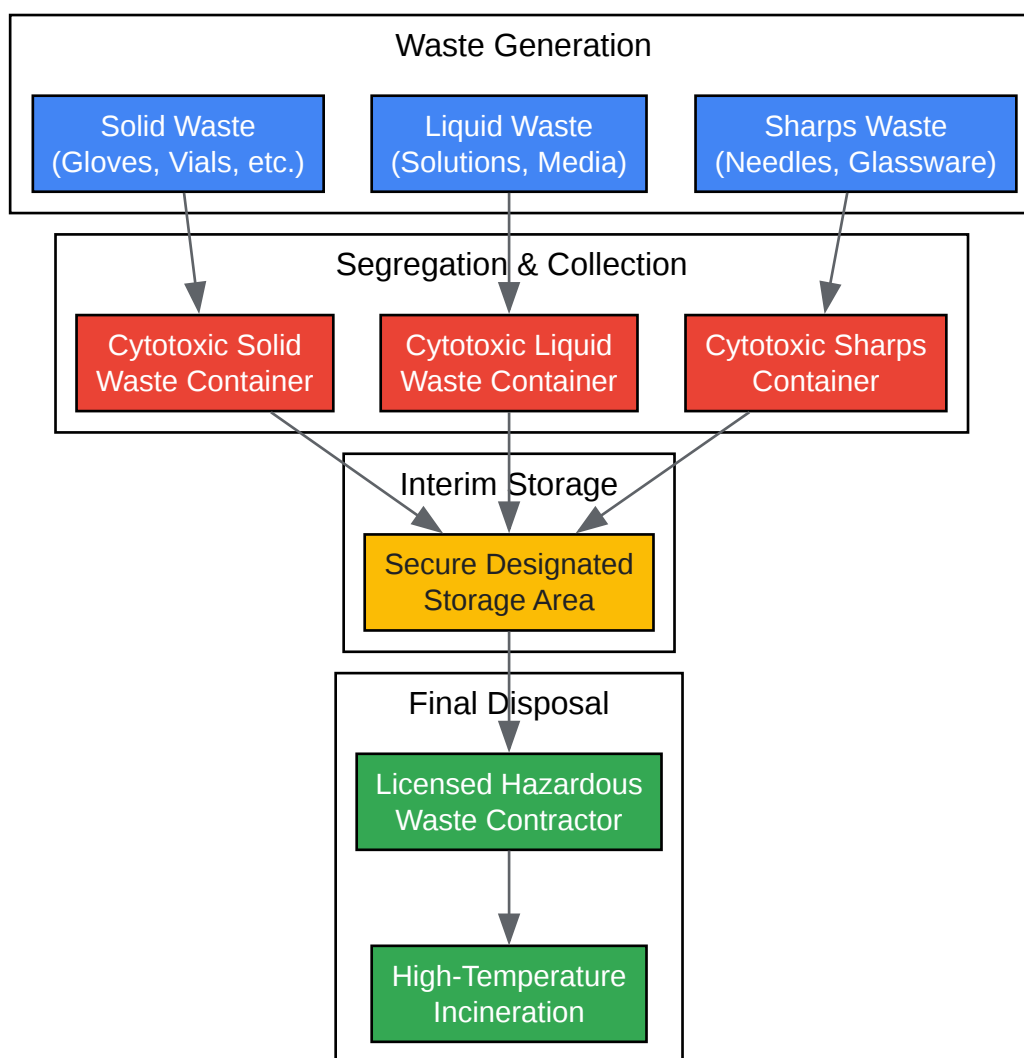 Waste Generation
Solid Waste
(Gloves, Vials, etc.)
Liquid Waste
(Solutions, Media)
Sharps Waste
(Needles, Glassware)
Segregation & Collection
Cytotoxic Solid
Waste Container
Cytotoxic Liquid
Waste Container
Cytotoxic Sharps
Container
Interim Storage
Secure Designated
Storage Area
Final Disposal
Licensed Hazardous
Waste Contractor
High-Temperature
Incineration